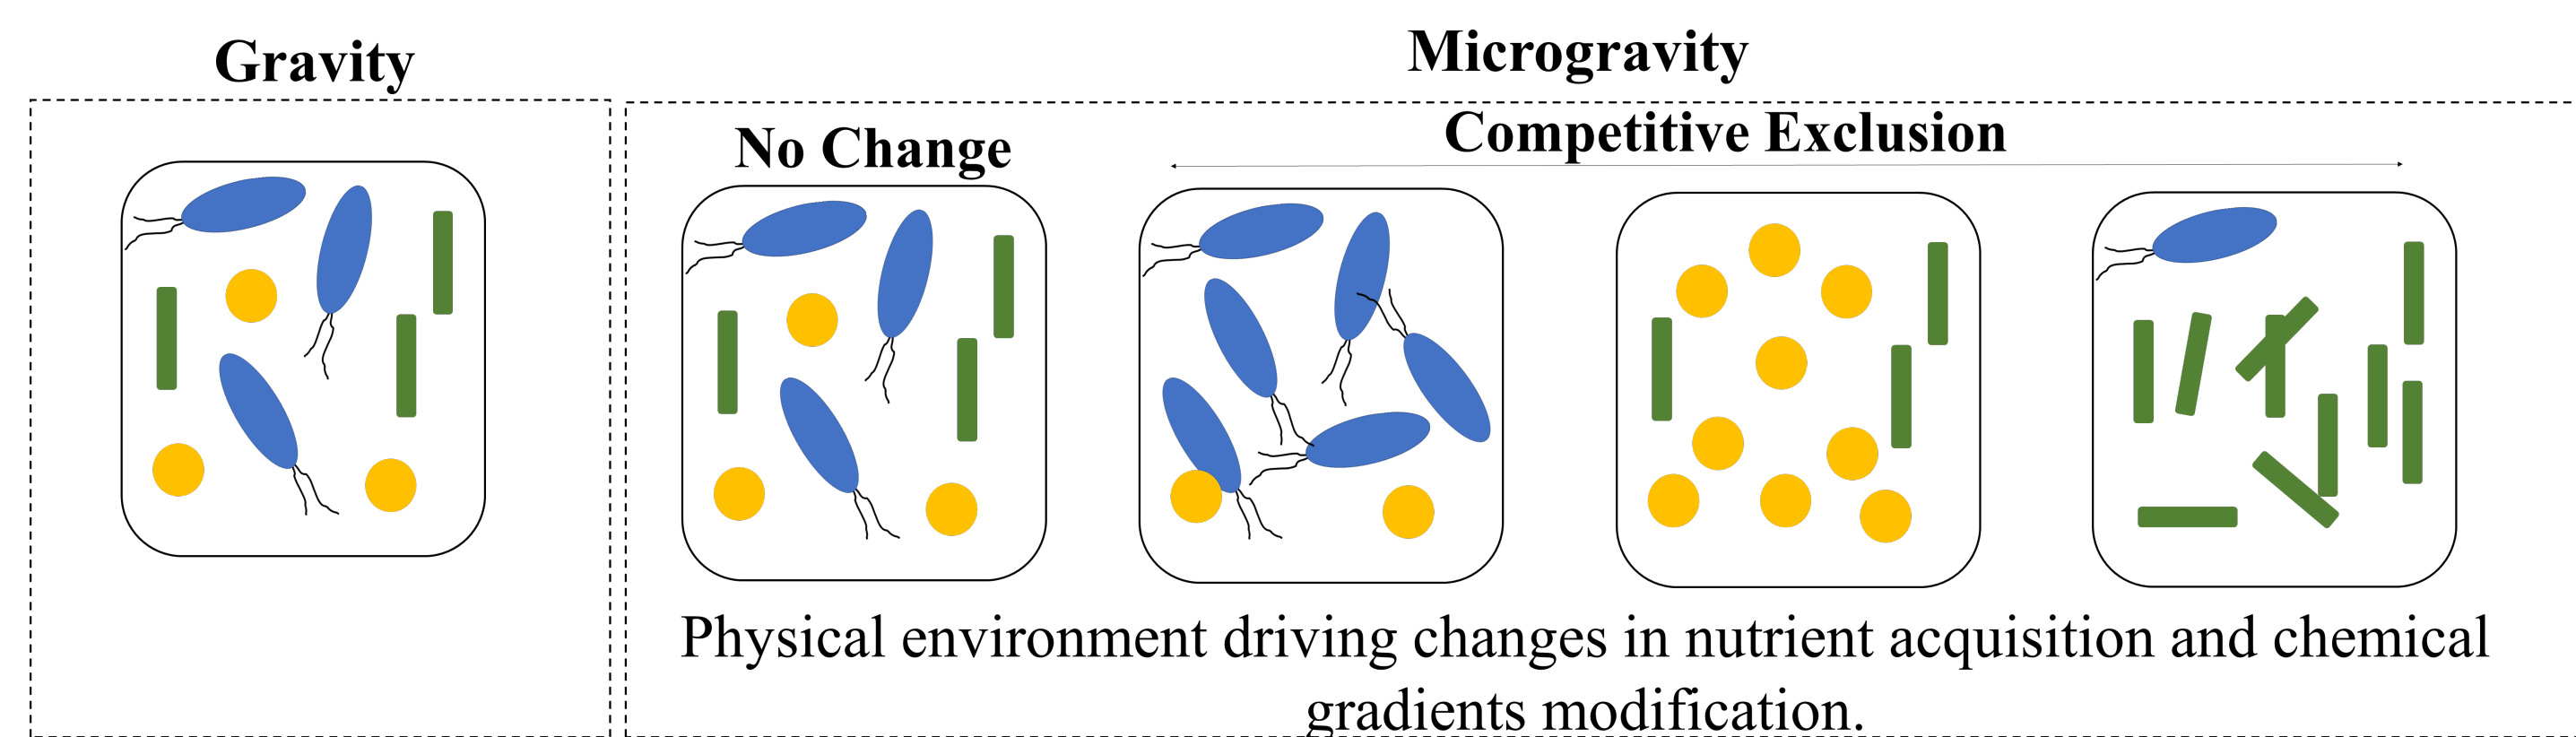 Gravity
Microgravity
No Change
Competitive Exclusion
Physical environment driving changes in nutrient acquisition and chemical
gradients modification.